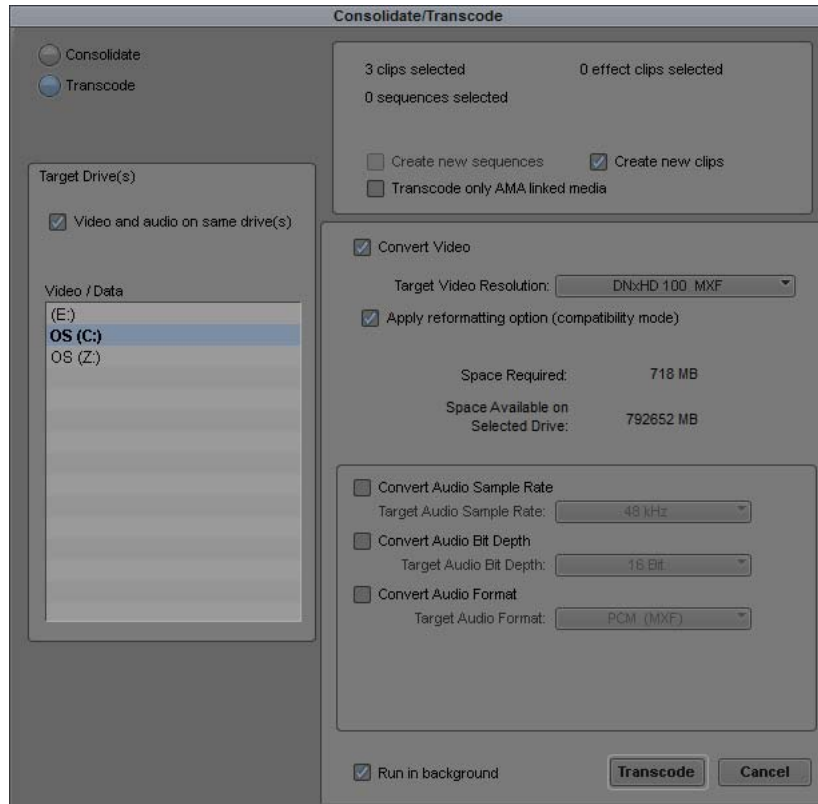 Consolidate/Transcode
Consolidate
Transcode
3 clips selected
0 effect clips selected
0 sequences selected
Create new sequences
Create new clips
Transcode only AMA linked media
Target Drive(s)
Video and audio on same drive(s)
Video / Data
(E:)
OS (C:)
OS (Z:)
Convert Video
Target Video Resolution: DNxHD 100 MXF
Apply reformatting option (compatibility mode)
Space Required: 718 MB
Space Available on
Selected Drive: 792652 MB
Convert Audio Sample Rate
Target Audio Sample Rate: 48 kHz
Convert Audio Bit Depth
Target Audio Bit Depth: 16 Bit
Convert Audio Format
Target Audio Format: PCM (MXF)
Run in background
Transcode
Cancel